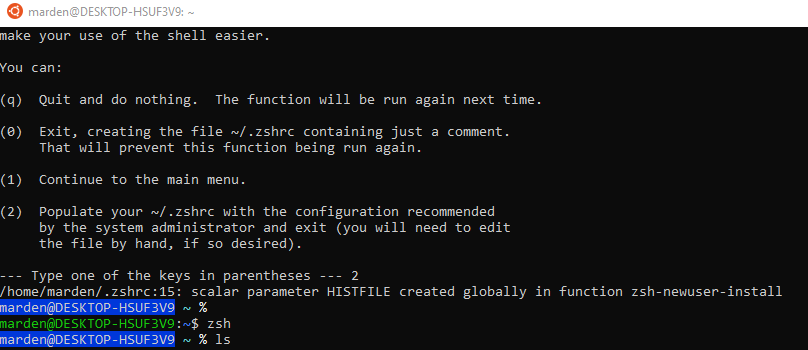 marden@DESKTOP-HSUF3V9: ~
make your use of the shell easier.
You can:
(q)  Quit and do nothing.  The function will be run again next time.
(0)  Exit, creating the file ~/.zshrc containing just a comment.
     That will prevent this function being run again.
(1)  Continue to the main menu.
(2)  Populate your ~/.zshrc with the configuration recommended
     by the system administrator and exit (you will need to edit
     the file by hand, if so desired).
--- Type one of the keys in parentheses --- 2
/home/marden/.zshrc:15: scalar parameter HISTFILE created globally in function zsh-newuser-install
marden@DESKTOP-HSUF3V9 ~ %
marden@DESKTOP-HSUF3V9:~$ zsh
marden@DESKTOP-HSUF3V9 ~ % ls